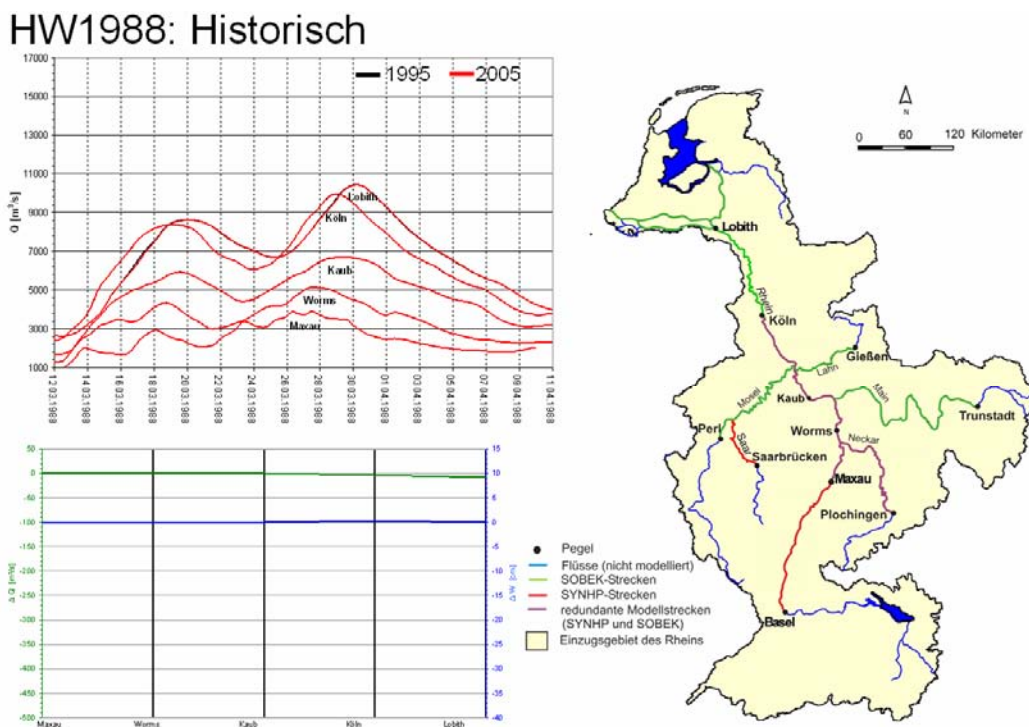 HW1988: Historisch
1995
2005
17000
15000
13000
11000
9000
7000
5000
3000
1000
Q [m³/s]
Lobith
Köln
Kaub
Worms
Maxau
12.03.1988
14.03.1988
16.03.1988
18.03.1988
20.03.1988
22.03.1988
24.03.1988
26.03.1988
28.03.1988
30.03.1988
01.04.1988
03.04.1988
05.04.1988
07.04.1988
09.04.1988
11.04.1988
50
0
-50
-100
-150
-200
-250
-300
-350
-400
-450
-500
Δ Q [m³/s]
15
10
5
0
-5
-10
-15
-20
-25
-30
-35
-40
Δ W [cm]
Maxau
Worms
Kaub
Köln
Lobith
N
0 60 120 Kilometer
Lobith
Rhein
Köln
Gießen
Lahn
Mosel
Kaub
Main
Trunstadt
Perl
Worms
Neckar
Saar
Saarbrücken
Maxau
Plochingen
Basel
Pegel
Flüsse (nicht modelliert)
SOBEK-Strecken
SYNHP-Strecken
redundante Modellstrecken
(SYNHP und SOBEK)
Einzugsgebiet des Rheins